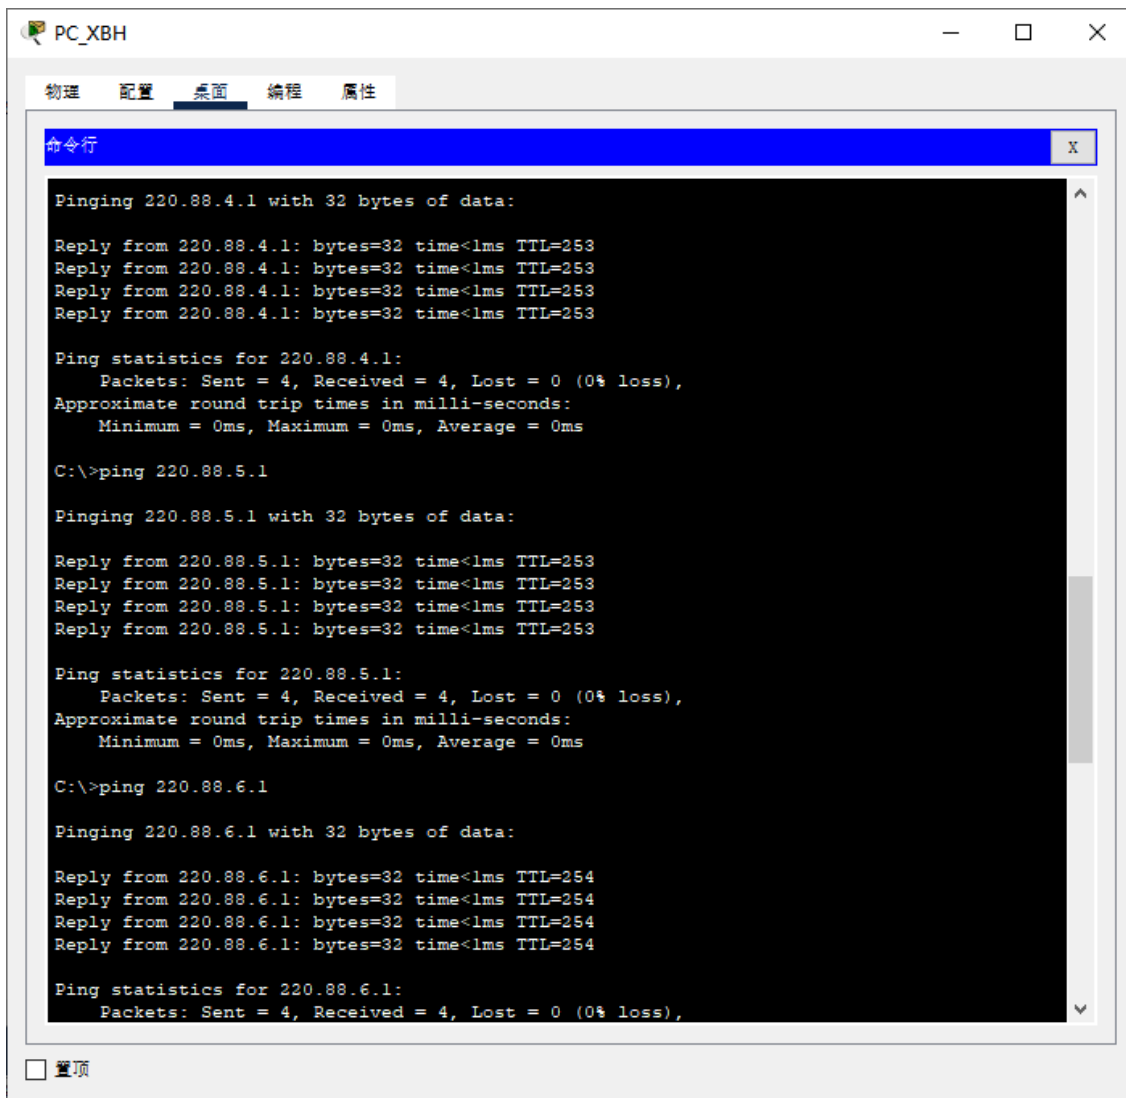 PC_XBH
物理 配置 桌面 编程 属性
命令行
X
Pinging 220.88.4.1 with 32 bytes of data:
Reply from 220.88.4.1: bytes=32 time<1ms TTL=253
Reply from 220.88.4.1: bytes=32 time<1ms TTL=253
Reply from 220.88.4.1: bytes=32 time<1ms TTL=253
Reply from 220.88.4.1: bytes=32 time<1ms TTL=253
Ping statistics for 220.88.4.1:
Packets: Sent = 4, Received = 4, Lost = 0 (0% loss),
Approximate round trip times in milli-seconds:
Minimum = 0ms, Maximum = 0ms, Average = 0ms
C:\>ping 220.88.5.1
Pinging 220.88.5.1 with 32 bytes of data:
Reply from 220.88.5.1: bytes=32 time<1ms TTL=253
Reply from 220.88.5.1: bytes=32 time<1ms TTL=253
Reply from 220.88.5.1: bytes=32 time<1ms TTL=253
Reply from 220.88.5.1: bytes=32 time<1ms TTL=253
Ping statistics for 220.88.5.1:
Packets: Sent = 4, Received = 4, Lost = 0 (0% loss),
Approximate round trip times in milli-seconds:
Minimum = 0ms, Maximum = 0ms, Average = 0ms
C:\>ping 220.88.6.1
Pinging 220.88.6.1 with 32 bytes of data:
Reply from 220.88.6.1: bytes=32 time<1ms TTL=254
Reply from 220.88.6.1: bytes=32 time<1ms TTL=254
Reply from 220.88.6.1: bytes=32 time<1ms TTL=254
Reply from 220.88.6.1: bytes=32 time<1ms TTL=254
Ping statistics for 220.88.6.1:
Packets: Sent = 4, Received = 4, Lost = 0 (0% loss),
置顶